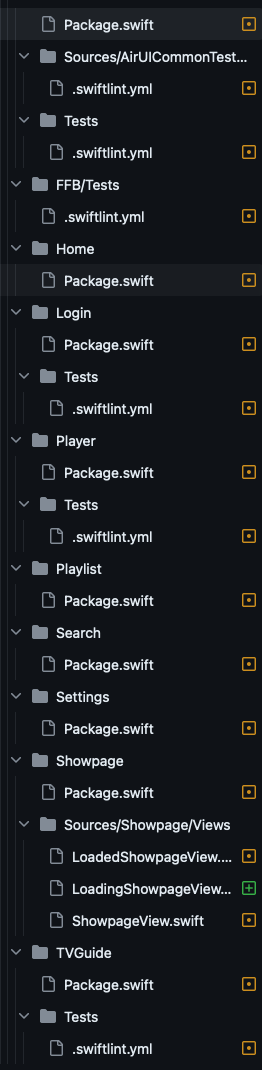 Package.swift
Sources/AirUICommonTest...
.swiftlint.yml
Tests
.swiftlint.yml
FFB/Tests
.swiftlint.yml
Home
Package.swift
Login
Package.swift
Tests
.swiftlint.yml
Player
Package.swift
Tests
.swiftlint.yml
Playlist
Package.swift
Search
Package.swift
Settings
Package.swift
Showpage
Package.swift
Sources/Showpage/Views
LoadedShowpageView....
LoadingShowpageView...
ShowpageView.swift
TVGuide
Package.swift
Tests
.swiftlint.yml